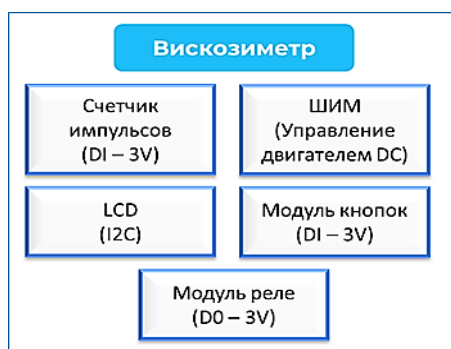 Вискозиметр
Счетчик
импульсов
(DI – 3V)
ШИМ
(Управление
двигателем DC)
LCD
(I2C)
Модуль кнопок
(DI – 3V)
Модуль реле
(D0 – 3V)